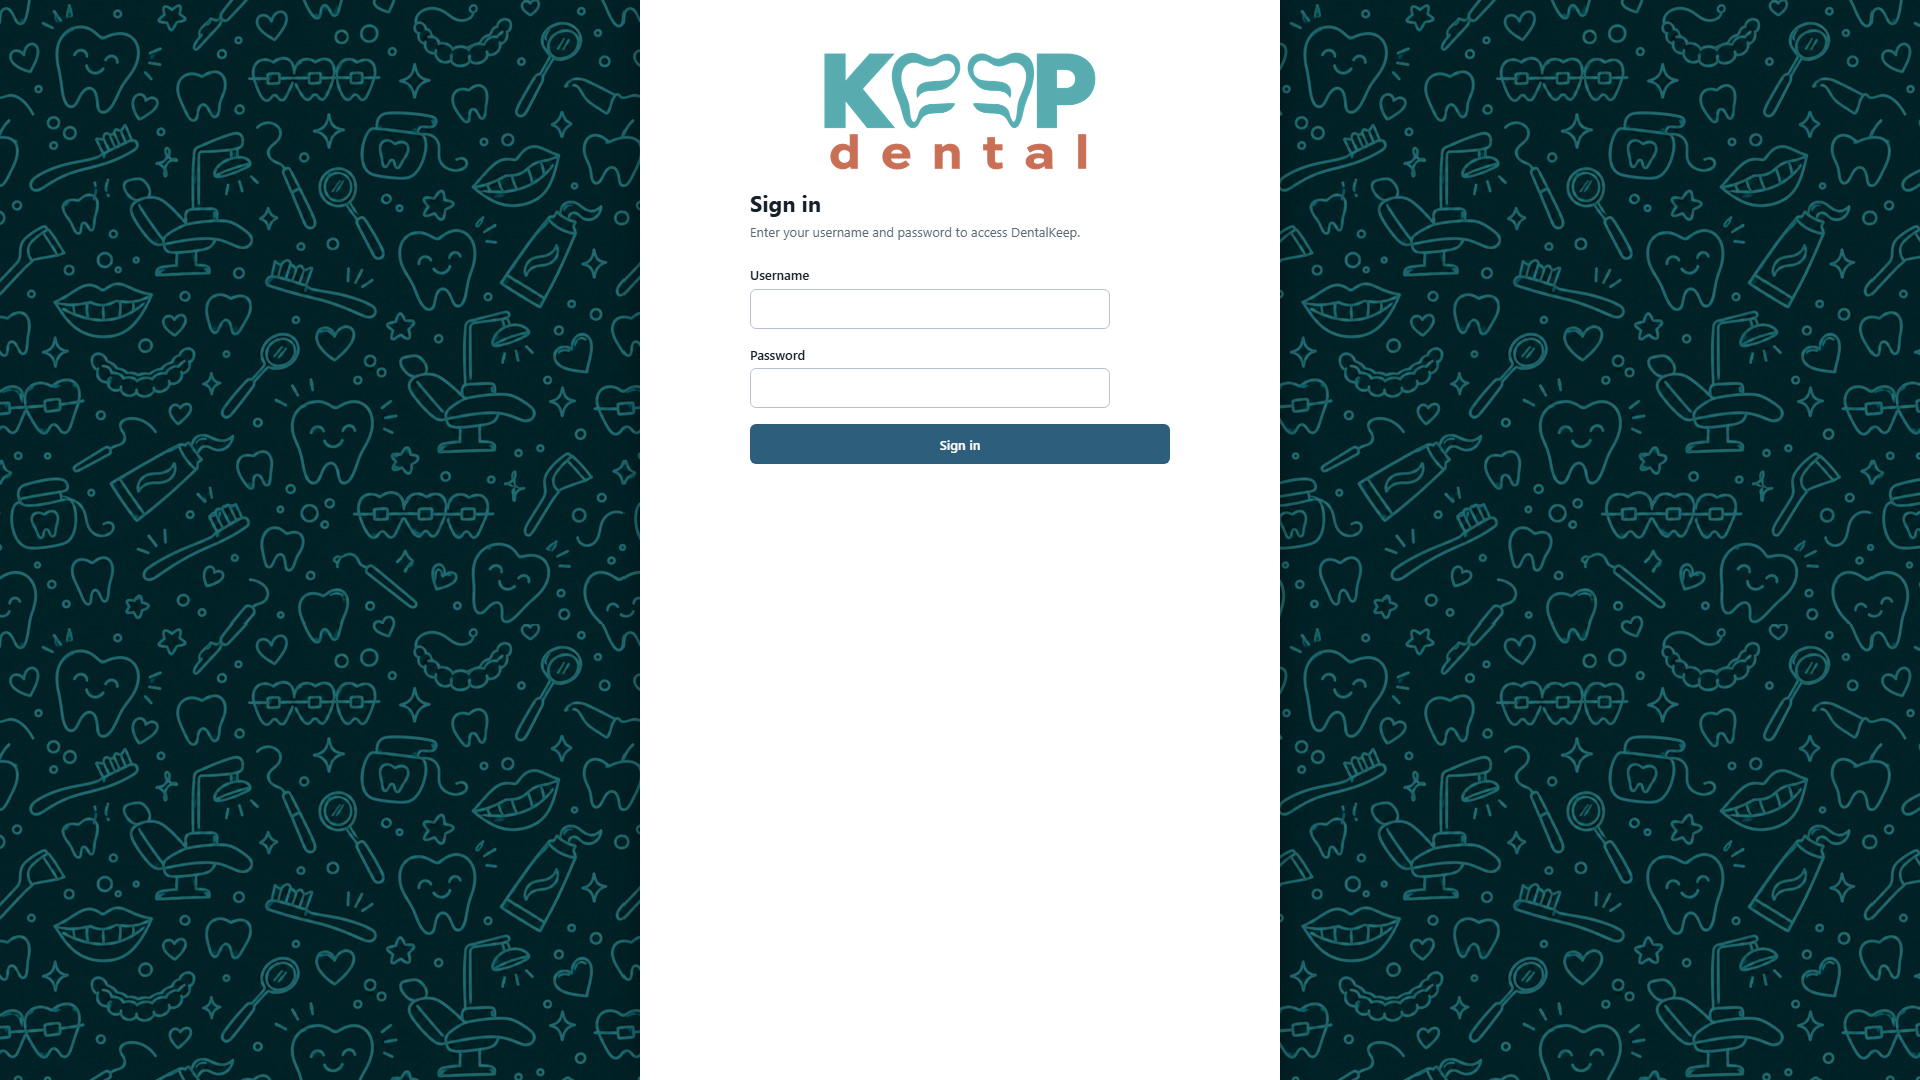 KEEP
dental
Sign in
Enter your username and password to access DentalKeep.
Username
Password
Sign in